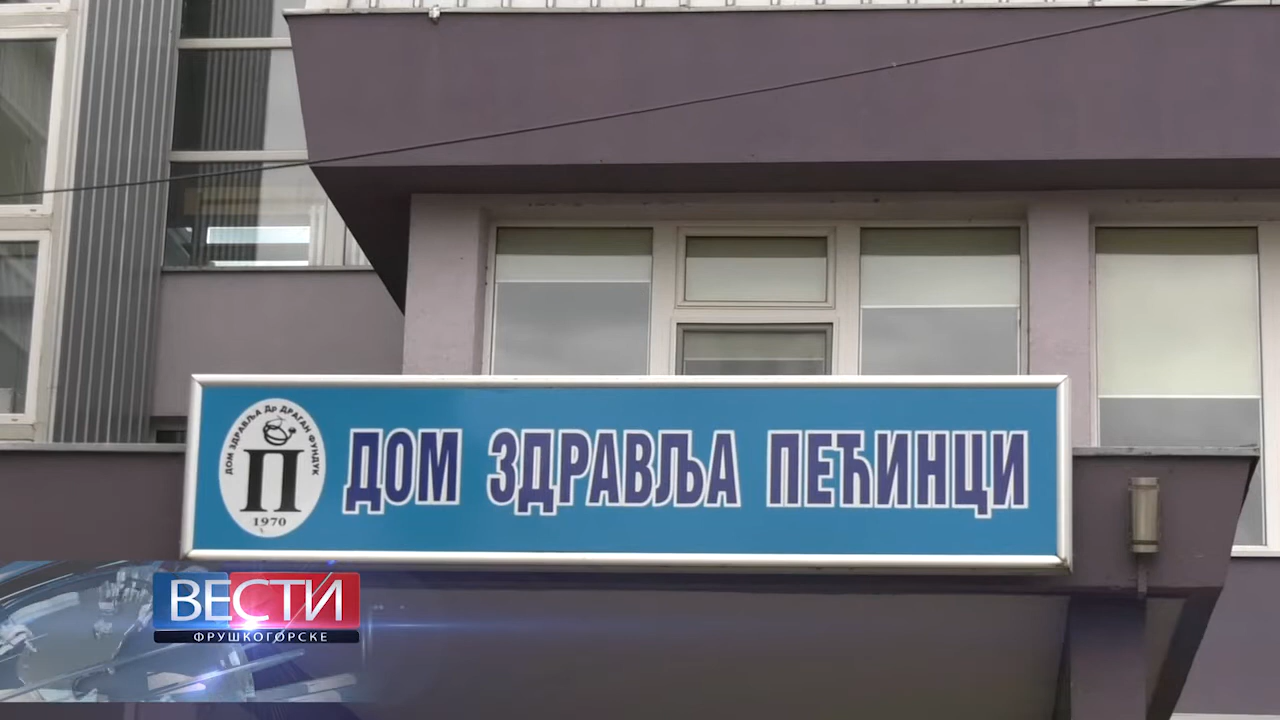 ДОМ ЗДРАВЉА ДР ДРАГАН ФУНДУК
П
1970
ДОМ ЗДРАВЉА ПЕЋИНЦИ
ВЕСТИ
ФРУШКОГОРСКЕ